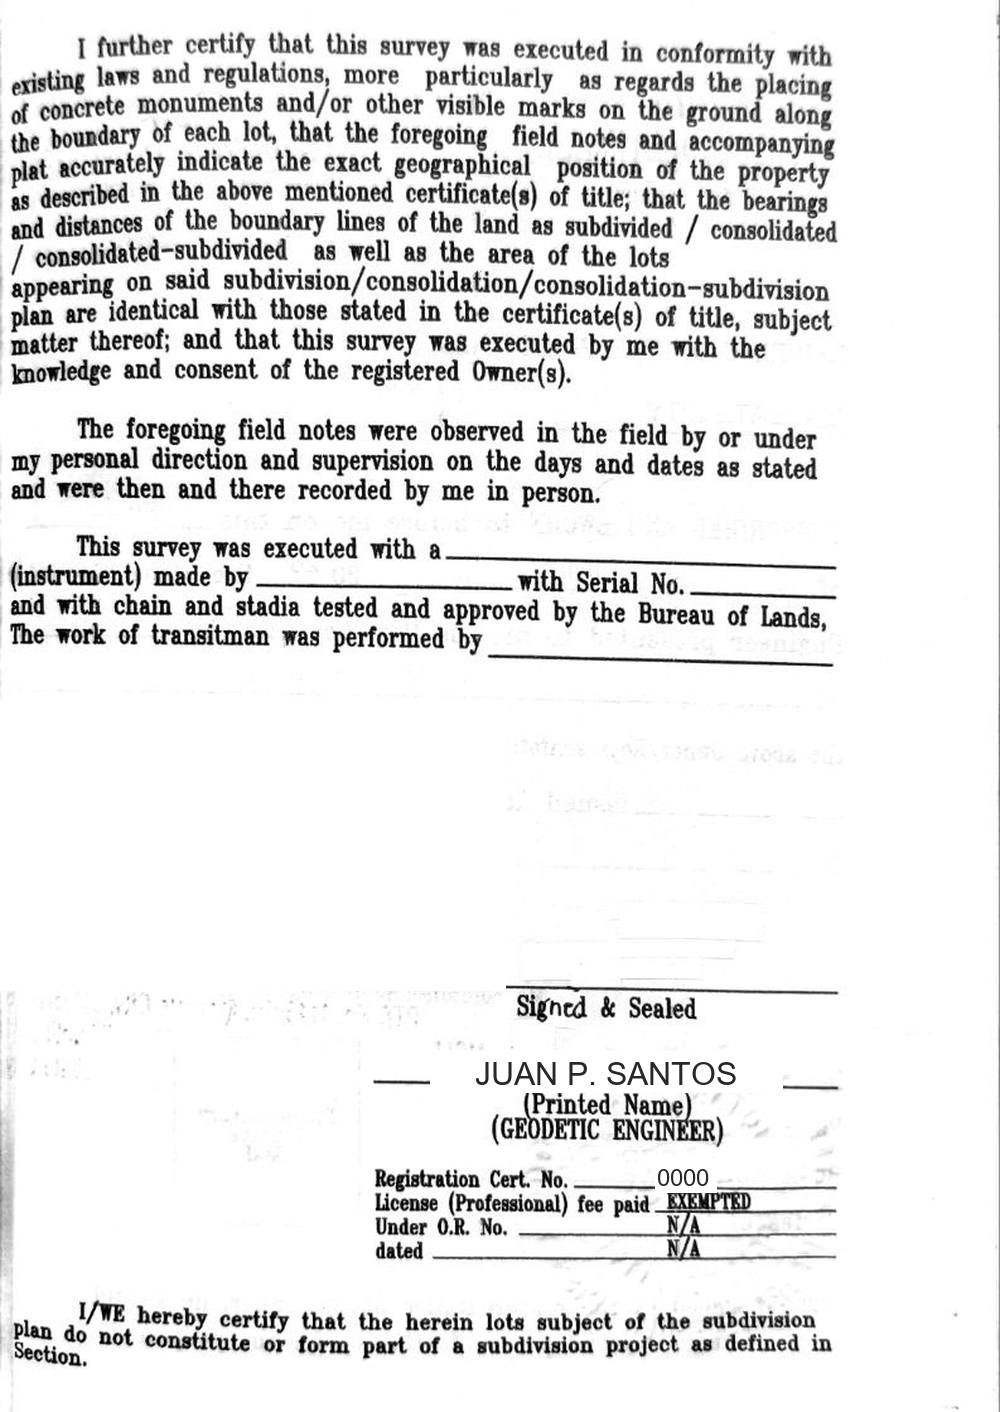 I further certify that this survey was executed in conformity with
existing laws and regulations, more particularly as regards the placing
of concrete monuments and/or other visible marks on the ground along
the boundary of each lot, that the foregoing field notes and accompanying
plat accurately indicate the exact geographical position of the property
as described in the above mentioned certificate(s) of title; that the bearings
and distances of the boundary lines of the land as subdivided / consolidated
/ consolidated-subdivided as well as the area of the lots
appearing on said subdivision/consolidation/consolidation-subdivision
plan are identical with those stated in the certificate(s) of title, subject
matter thereof; and that this survey was executed by me with the
knowledge and consent of the registered Owner(s).
The foregoing field notes were observed in the field by or under
my personal direction and supervision on the days and dates as stated
and were then and there recorded by me in person.
This survey was executed with a
(instrument) made by with Serial No.
and with chain and stadia tested and approved by the Bureau of Lands,
The work of transitman was performed by
Signed & Sealed
JUAN P. SANTOS
(Printed Name)
(GEODETIC ENGINEER)
Registration Cert. No. 0000
License (Professional) fee paid EXEMPTED
Under O.R. No. N/A
dated N/A
I/WE hereby certify that the herein lots subject of the subdivision
plan do not constitute or form part of a subdivision project as defined in
Section.